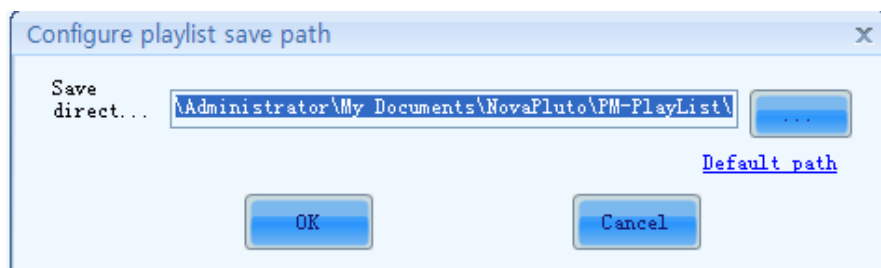 Configure playlist save path
Save
direct...
\Administrator\My Documents\NovaPluto\PM-PlayList\
...
Default path
OK
Cancel